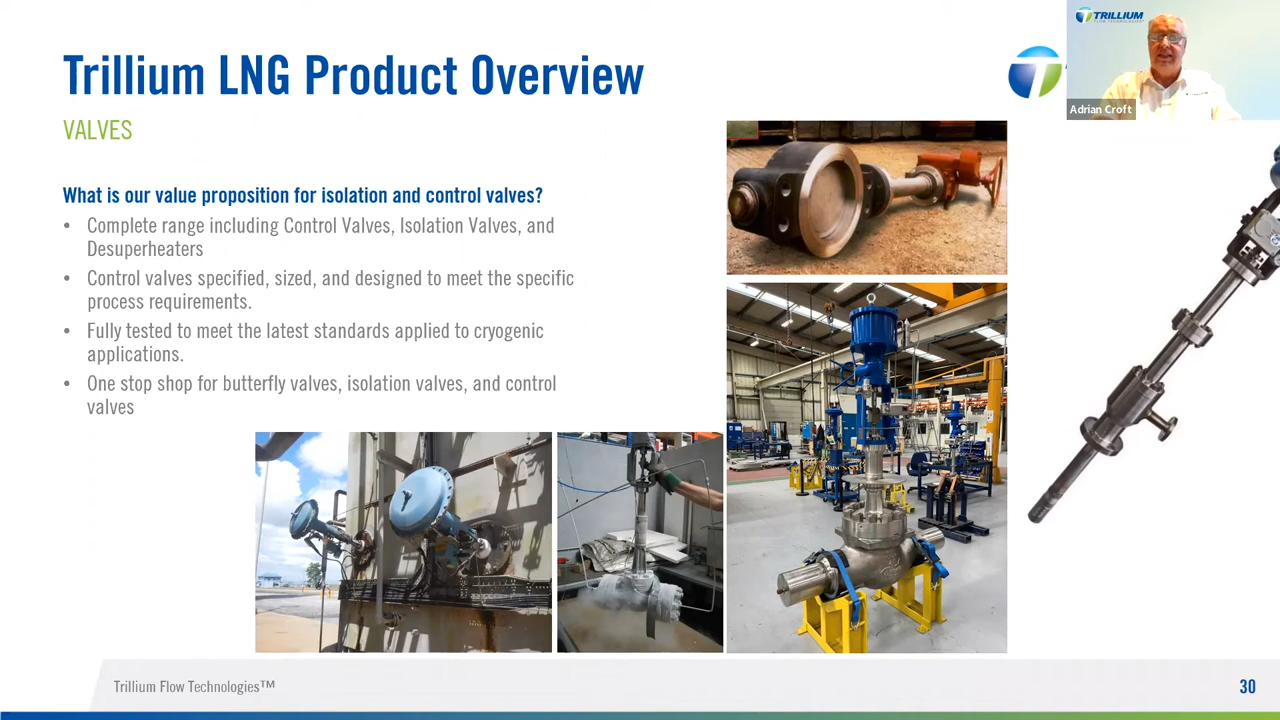 Trillium LNG Product Overview
VALVES
What is our value proposition for isolation and control valves?
• Complete range including Control Valves, Isolation Valves, and
Desuperheaters
• Control valves specified, sized, and designed to meet the specific
process requirements.
• Fully tested to meet the latest standards applied to cryogenic
applications.
• One stop shop for butterfly valves, isolation valves, and control
valves
TRILLIUM
FLOW TECHNOLOGIES
Adrian Croft
Trillium Flow Technologies™
30